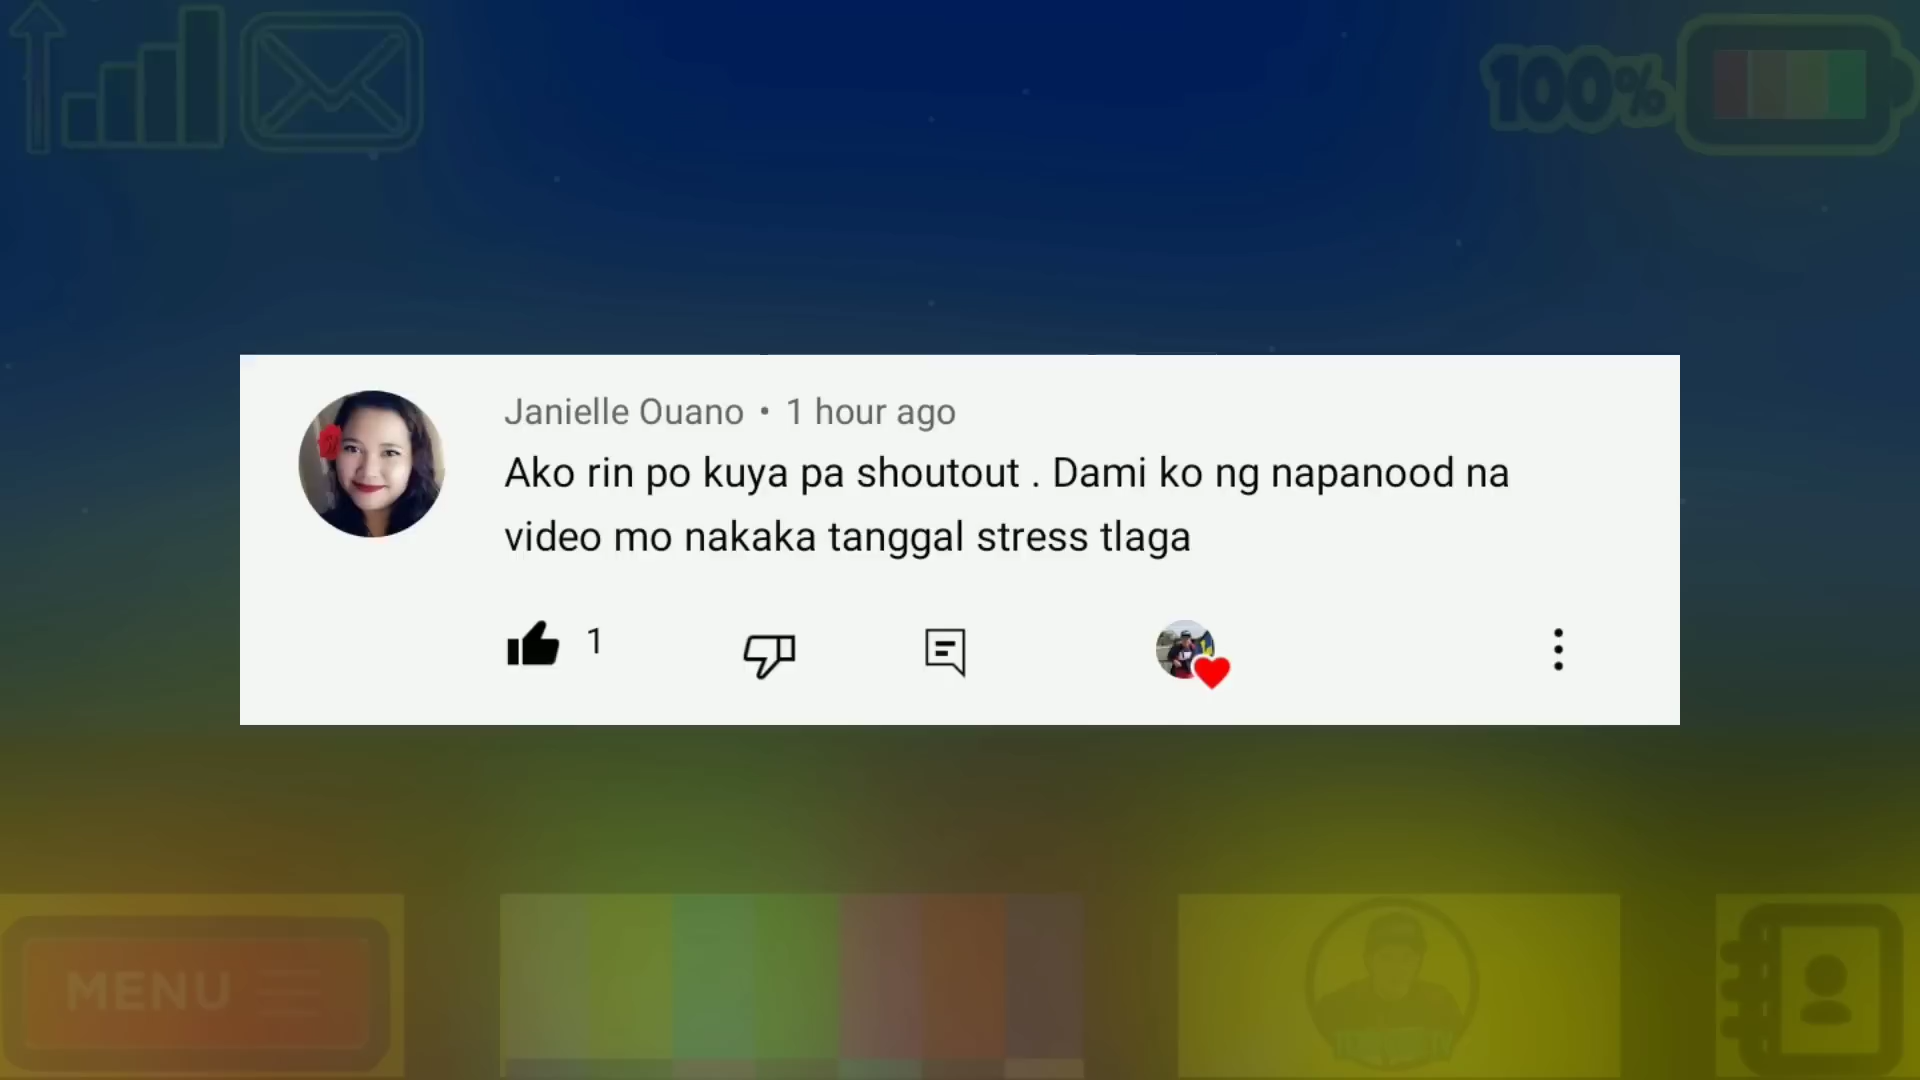 100%
Janielle Ouano • 1 hour ago
Ako rin po kuya pa shoutout . Dami ko ng napanood na
video mo nakaka tanggal stress tlaga
1
MENU